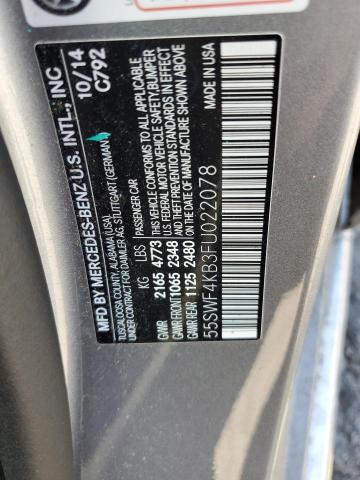 MFD BY MERCEDES-BENZ U.S. INTL., INC 10/14
TUSCALOOSA COUNTY, ALABAMA (USA) C792
UNDER CONTRACT FOR DAIMLER AG, STUTTGART (GERMANY)
KG LBS PASSENGER CAR
GVWR 2165 4773 THIS VEHICLE CONFORMS TO ALL APPLICABLE
GAWR FRONT 1065 2348 FEDERAL MOTOR VEHICLE SAFETY, BUMPER
GAWR REAR 1125 2480 AND THEFT PREVENTION STANDARDS IN EFFECT
ON THE DATE OF MANUFACTURE SHOWN ABOVE
55SWF4KB3FU022078